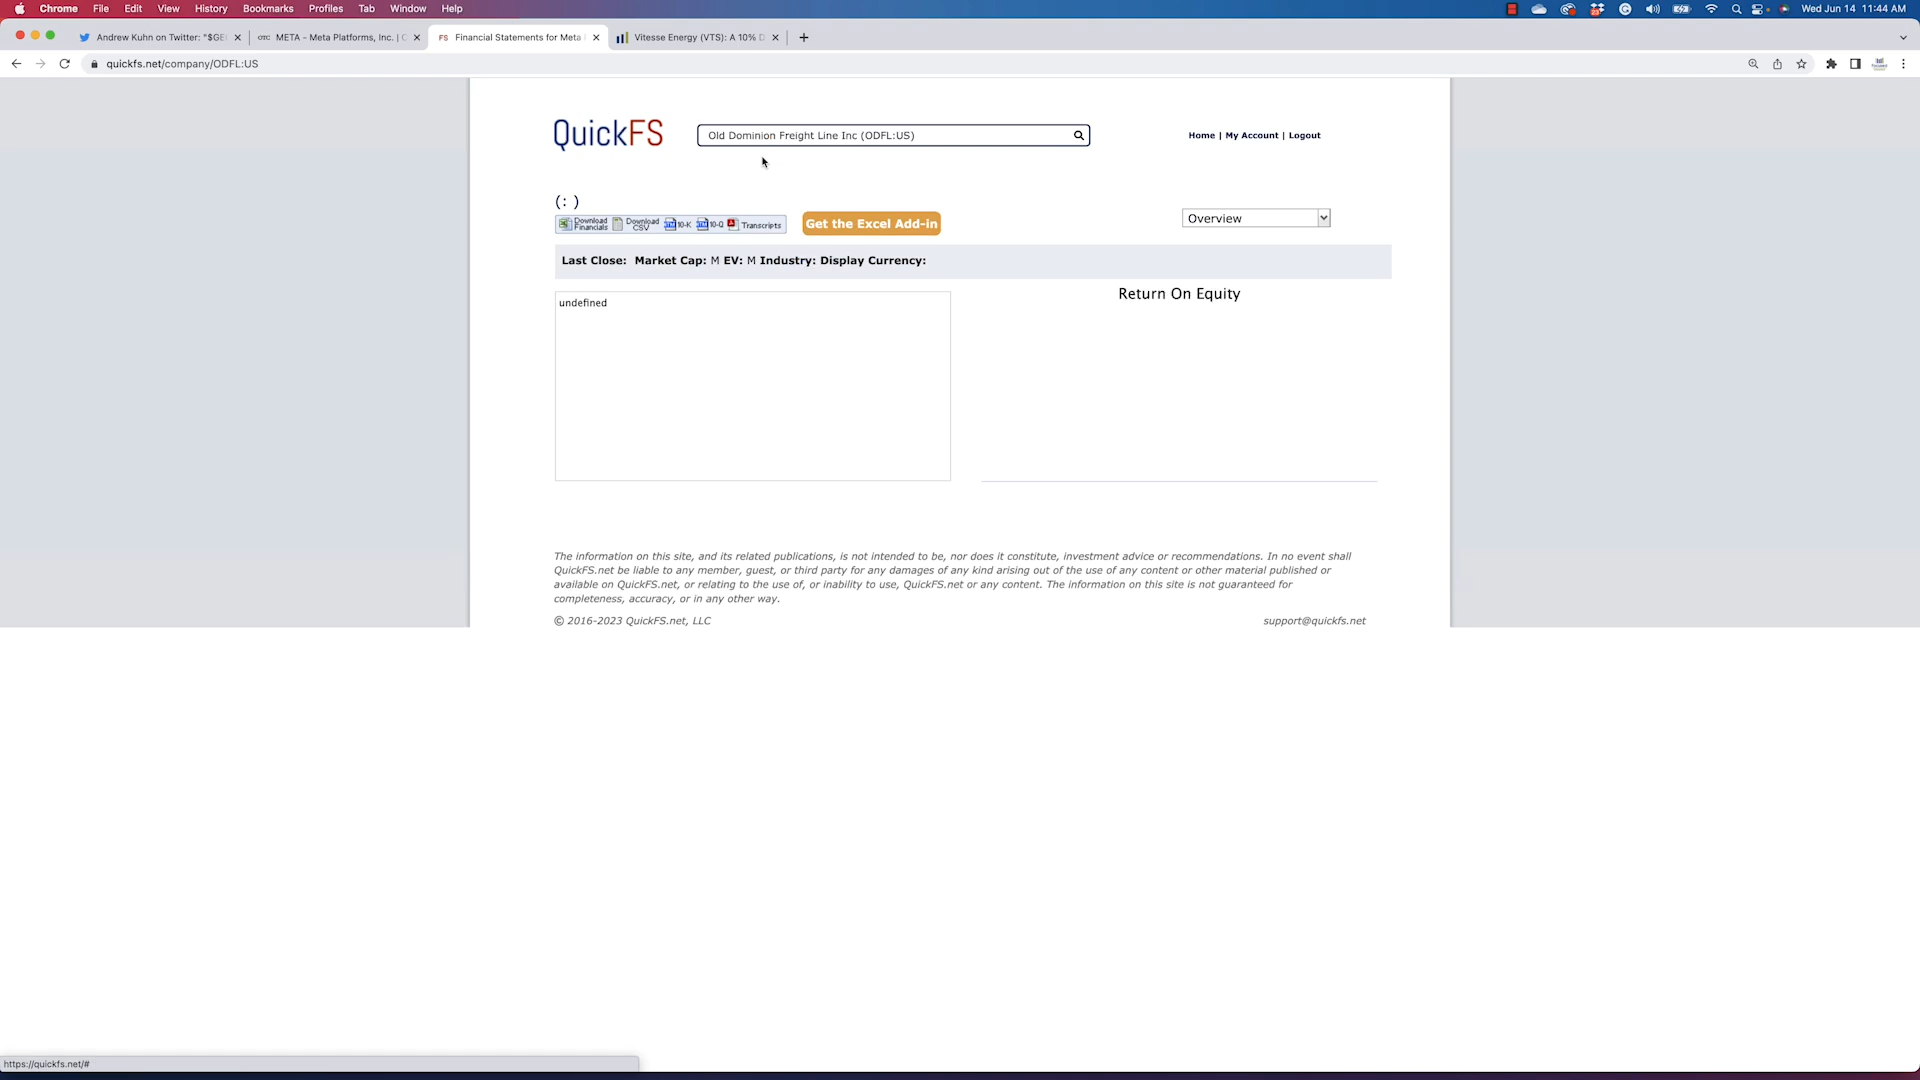 Chrome File Edit View History Bookmarks Profiles Tab Window Help
Wed Jun 14 11:44 AM
Andrew Kuhn on Twitter: "$GE
META - Meta Platforms, Inc. |
FS Financial Statements for Meta
Vitesse Energy (VTS): A 10% D
quickfs.net/company/ODFL:US
QuickFS
Old Dominion Freight Line Inc (ODFL:US)
Home | My Account | Logout
(: )
Download Financials
Download CSV
10-K
10-Q
Transcripts
Get the Excel Add-in
Overview
Last Close: Market Cap: M EV: M Industry: Display Currency:
undefined
Return On Equity
The information on this site, and its related publications, is not intended to be, nor does it constitute, investment advice or recommendations. In no event shall
QuickFS.net be liable to any member, guest, or third party for any damages of any kind arising out of the use of any content or other material published or
available on QuickFS.net, or relating to the use of, or inability to use, QuickFS.net or any content. The information on this site is not guaranteed for
completeness, accuracy, or in any other way.
© 2016-2023 QuickFS.net, LLC
support@quickfs.net
https://quickfs.net/#